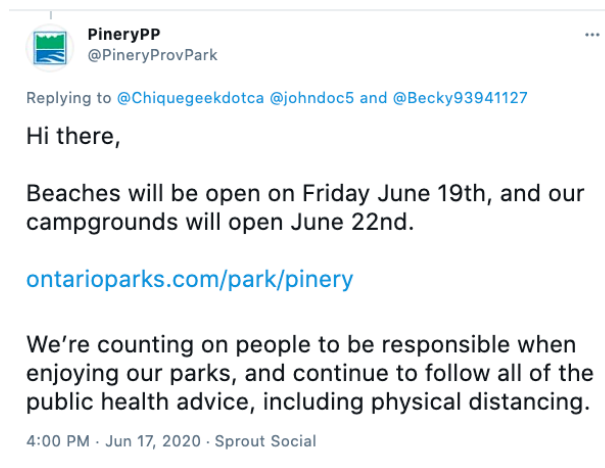 PineryPP
@PineryProvPark
Replying to @Chiquegeekdotca @johndoc5 and @Becky93941127
Hi there,
Beaches will be open on Friday June 19th, and our
campgrounds will open June 22nd.
ontarioparks.com/park/pinery
We’re counting on people to be responsible when
enjoying our parks, and continue to follow all of the
public health advice, including physical distancing.
4:00 PM · Jun 17, 2020 · Sprout Social